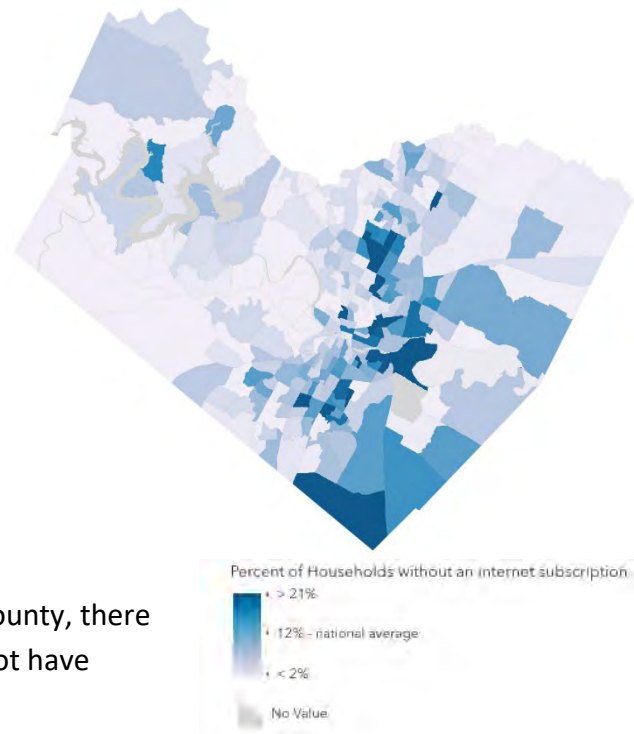 Percent of Households without an internet subscription
> 21%
12% - national average
< 2%
No Value
ounty, there
ot have